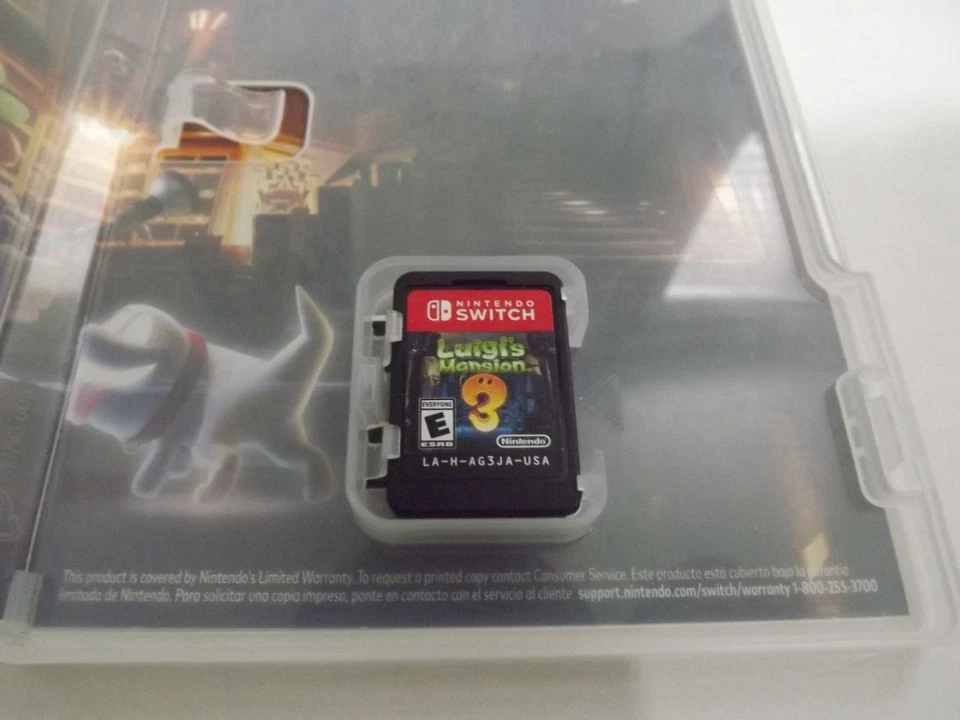 NINTENDO
SWITCH
Luigi's
Mansion
3
EVERYONE
E
ESRB
Nintendo
LA-H-AG3JA-USA
This product is covered by Nintendo's Limited Warranty. To request a printed copy contact Consumer Service. Este producto está cubierto bajo la garantía
limitada de Nintendo. Para solicitar una copia impresa, ponte en contacto con el servicio al cliente. support.nintendo.com/switch/warranty 1-800-255-3700